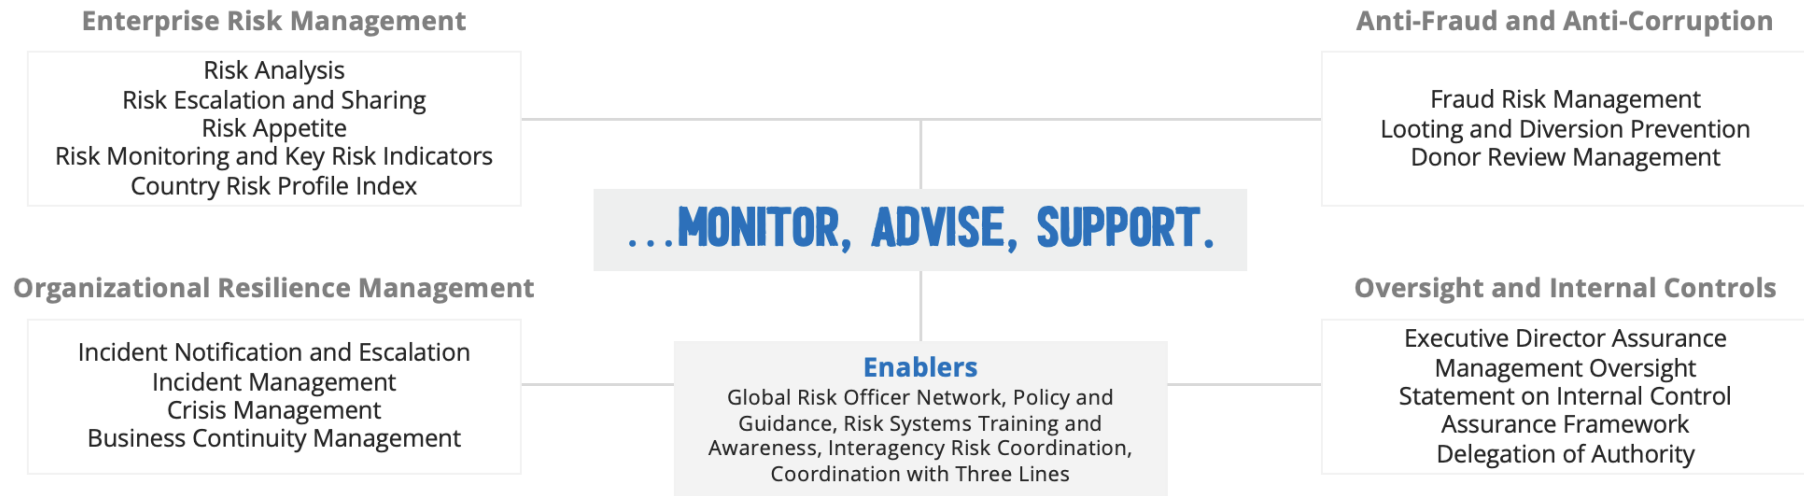 Enterprise Risk Management
Risk Analysis
Risk Escalation and Sharing
Risk Appetite
Risk Monitoring and Key Risk Indicators
Country Risk Profile Index
Anti-Fraud and Anti-Corruption
Fraud Risk Management
Looting and Diversion Prevention
Donor Review Management
...MONITOR, ADVISE, SUPPORT.
Organizational Resilience Management
Incident Notification and Escalation
Incident Management
Crisis Management
Business Continuity Management
Enablers
Global Risk Officer Network, Policy and
Guidance, Risk Systems Training and
Awareness, Interagency Risk Coordination,
Coordination with Three Lines
Oversight and Internal Controls
Executive Director Assurance
Management Oversight
Statement on Internal Control
Assurance Framework
Delegation of Authority